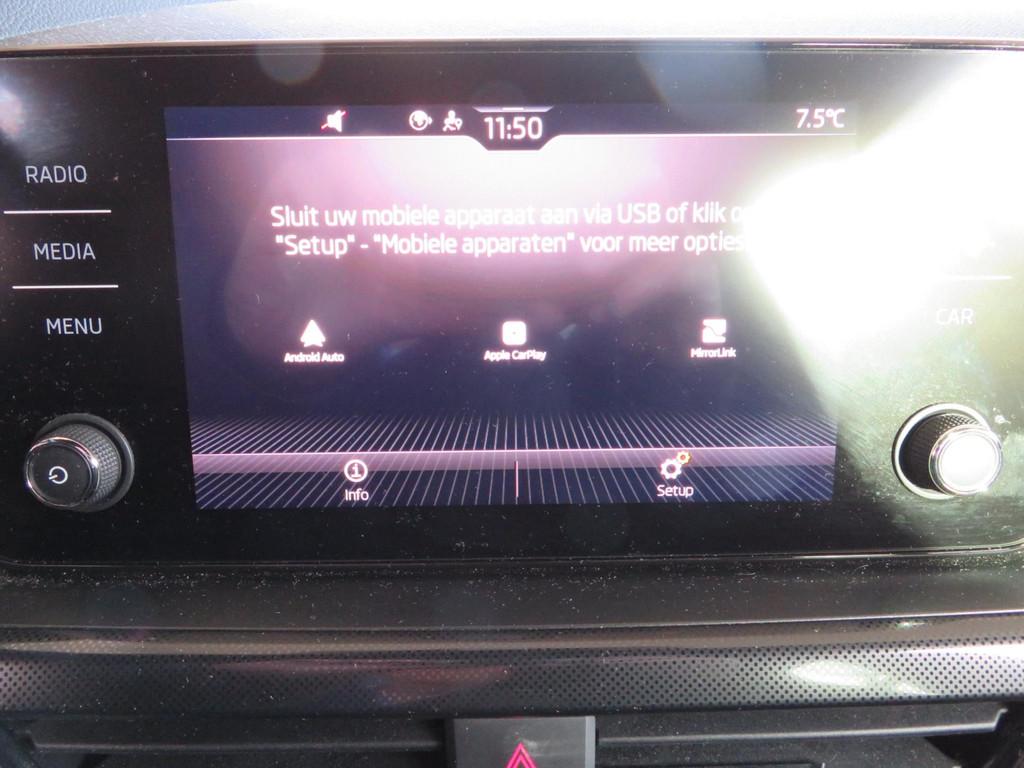 11:50
7.5°C
RADIO
MEDIA
MENU
Sluit uw mobiele apparaat aan via USB of klik
"Setup" - "Mobiele apparaten" voor meer opties
Android Auto
Apple CarPlay
MirrorLink
CAR
Info
Setup